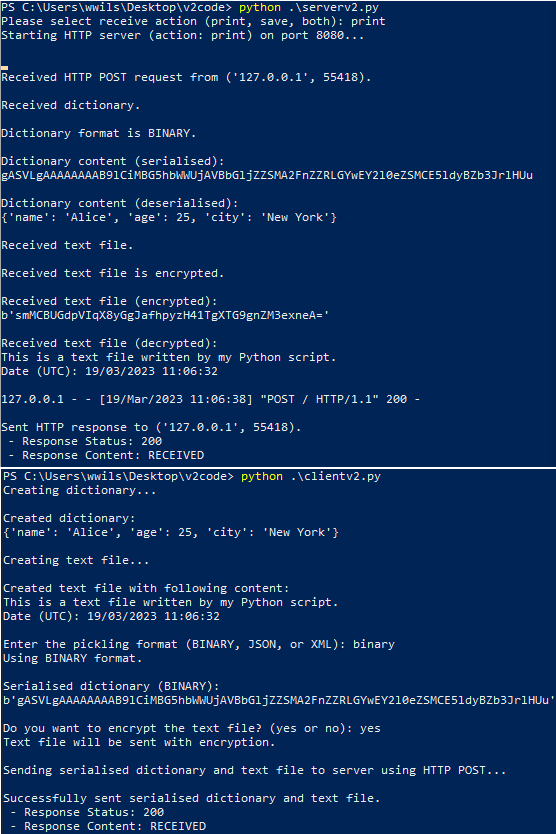 PS C:\Users\wwils\Desktop\v2code> python .\serverv2.py
Please select receive action (print, save, both): print
Starting HTTP server (action: print) on port 8080...
Received HTTP POST request from ('127.0.0.1', 55418).
Received dictionary.
Dictionary format is BINARY.
Dictionary content (serialised):
gASVLgAAAAAAAAB9lCiMBG5hbWWUjAVBbGljZZSMA2FnZZRLGYwEY2l0eZSMCE5ldyBZb3JrlHUu
Dictionary content (deserialised):
{'name': 'Alice', 'age': 25, 'city': 'New York'}
Received text file.
Received text file is encrypted.
Received text file (encrypted):
b'smMCBUGdpVIqX8yGgJafhpyzH41TgXTG9gnZM3exneA='
Received text file (decrypted):
This is a text file written by my Python script.
Date (UTC): 19/03/2023 11:06:32
127.0.0.1 - - [19/Mar/2023 11:06:38] "POST / HTTP/1.1" 200 -
Sent HTTP response to ('127.0.0.1', 55418).
- Response Status: 200
- Response Content: RECEIVED
PS C:\Users\wwils\Desktop\v2code> python .\clientv2.py
Creating dictionary...
Created dictionary:
{'name': 'Alice', 'age': 25, 'city': 'New York'}
Creating text file...
Created text file with following content:
This is a text file written by my Python script.
Date (UTC): 19/03/2023 11:06:32
Enter the pickling format (BINARY, JSON, or XML): binary
Using BINARY format.
Serialised dictionary (BINARY):
b'gASVLgAAAAAAAAB9lCiMBG5hbWWUjAVBbGljZZSMA2FnZZRLGYwEY2l0eZSMCE5ldyBZb3JrlHUu'
Do you want to encrypt the text file? (yes or no): yes
Text file will be sent with encryption.
Sending serialised dictionary and text file to server using HTTP POST...
Successfully sent serialised dictionary and text file.
- Response Status: 200
- Response Content: RECEIVED